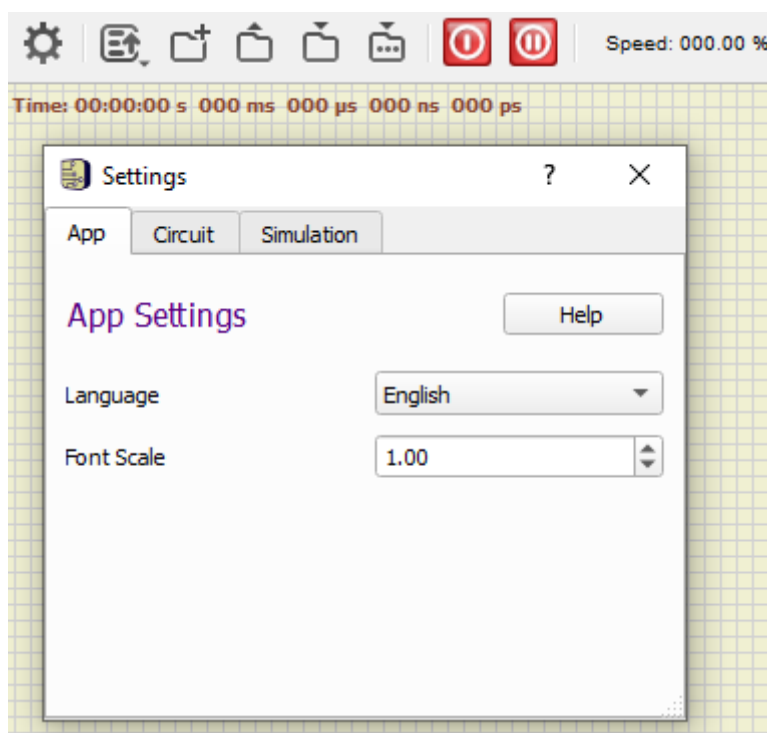 Speed: 000.00 %
Time: 00:00:00 s 000 ms 000 µs 000 ns 000 ps
Settings
App Circuit Simulation
App Settings Help
Language English
Font Scale 1.00